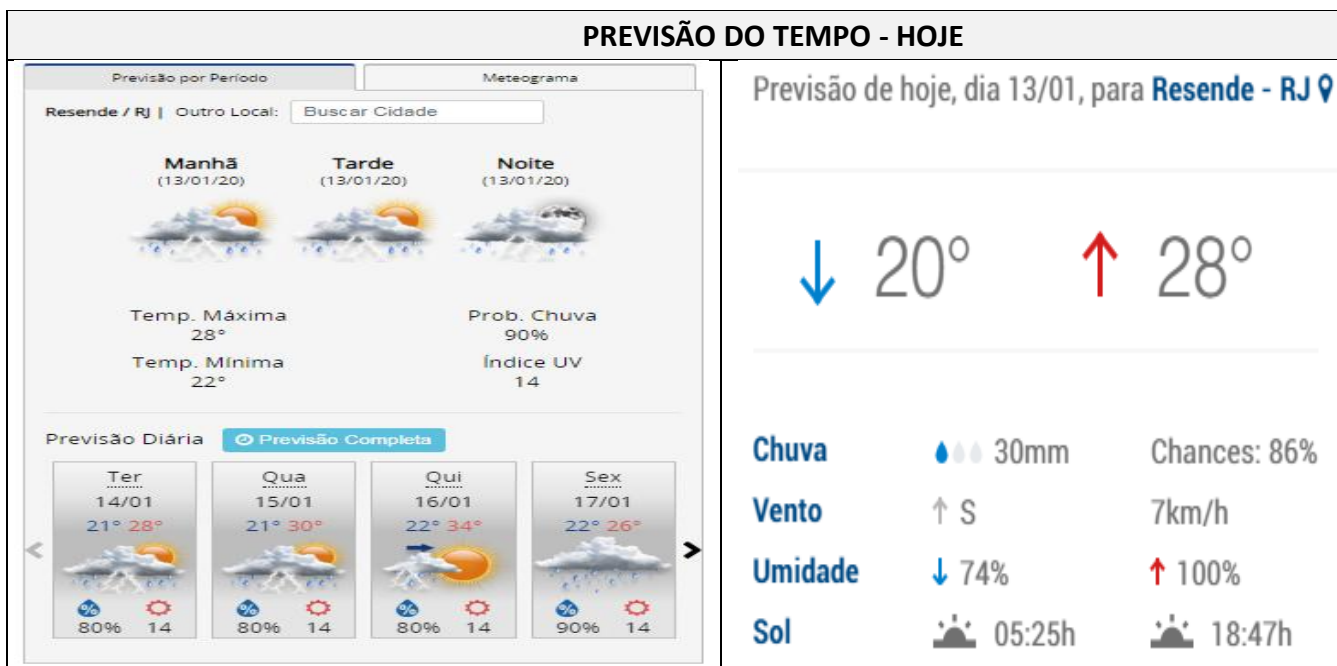 PREVISÃO DO TEMPO - HOJE
Previsão por Período
Meteograma
Resende / RJ | Outro Local: Buscar Cidade
Manhã Tarde Noite
(13/01/20) (13/01/20) (13/01/20)
Temp. Máxima Prob. Chuva
28° 90%
Temp. Mínima Índice UV
22° 14
Previsão Diária Previsão Completa
Ter Qua Qui Sex
14/01 15/01 16/01 17/01
21° 28° 21° 30° 22° 34° 22° 26°
% % % %
80% 14 80% 14 80% 14 90% 14
Previsão de hoje, dia 13/01, para Resende - RJ
20° 28°
Chuva 30mm Chances: 86%
Vento S 7km/h
Umidade 74% 100%
Sol 05:25h 18:47h